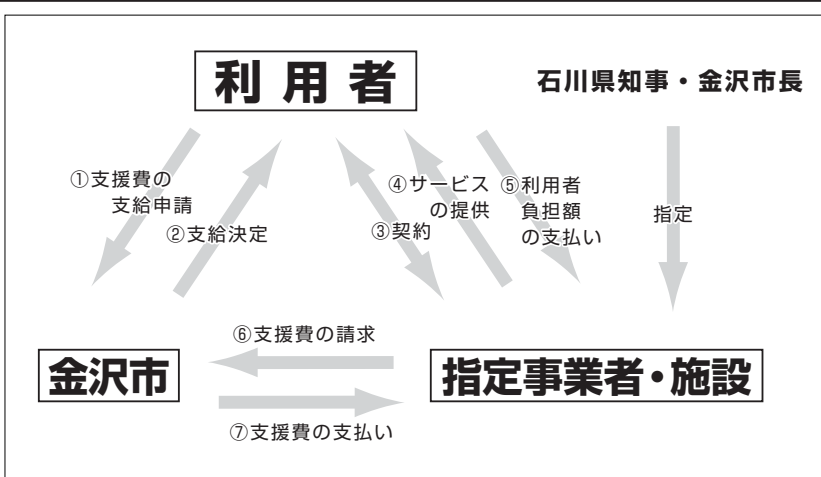 利用者
石川県知事・金沢市長
①支援費の
支給申請
②支給決定
③契約
④サービス
の提供
⑤利用者
負担額
の支払い
指定
⑥支援費の請求
金沢市
指定事業者・施設
⑦支援費の支払い